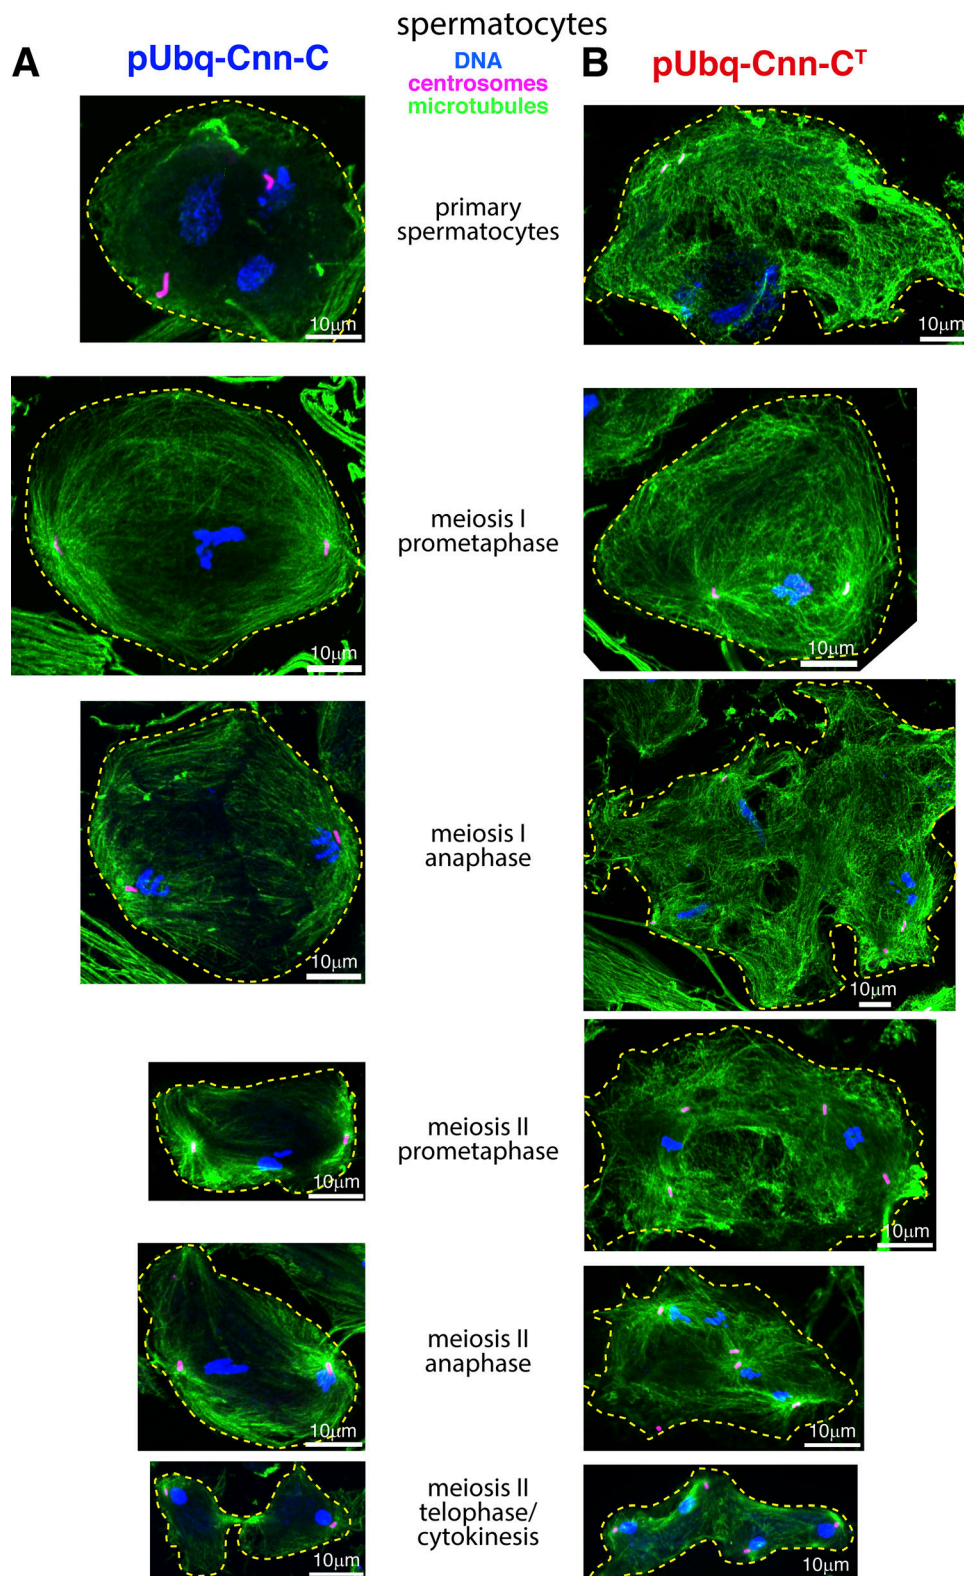 spermatocytes
A
pUbq-Cnn-C
DNA
centrosomes
microtubules
B
pUbq-Cnn-Cᵀ
10μm
primary
spermatocytes
10μm
10μm
meiosis I
prometaphase
10μm
10μm
meiosis I
anaphase
10μm
10μm
meiosis II
prometaphase
10μm
10μm
meiosis II
anaphase
10μm
10μm
meiosis II
telophase/
cytokinesis
10μm